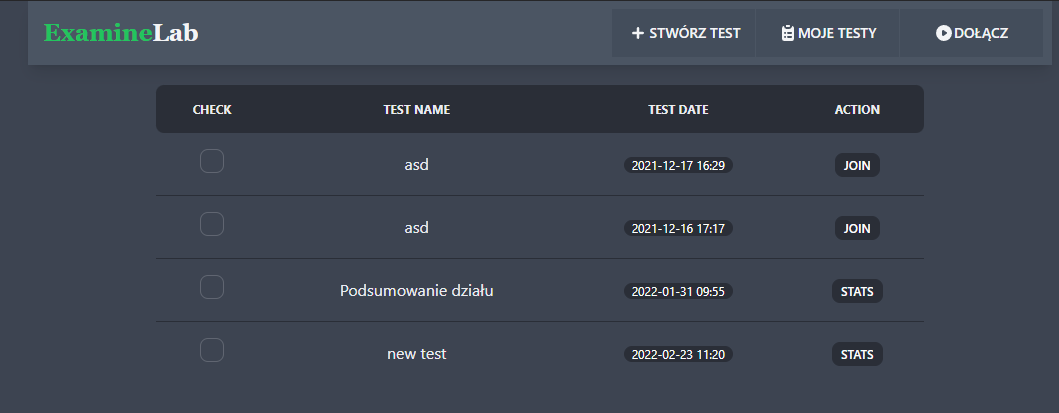 ExamineLab STWÓRZ TEST MOJE TESTY DOŁĄCZ
CHECK TEST NAME TEST DATE ACTION
asd 2021-12-17 16:29 JOIN
asd 2021-12-16 17:17 JOIN
Podsumowanie działu 2022-01-31 09:55 STATS
new test 2022-02-23 11:20 STATS